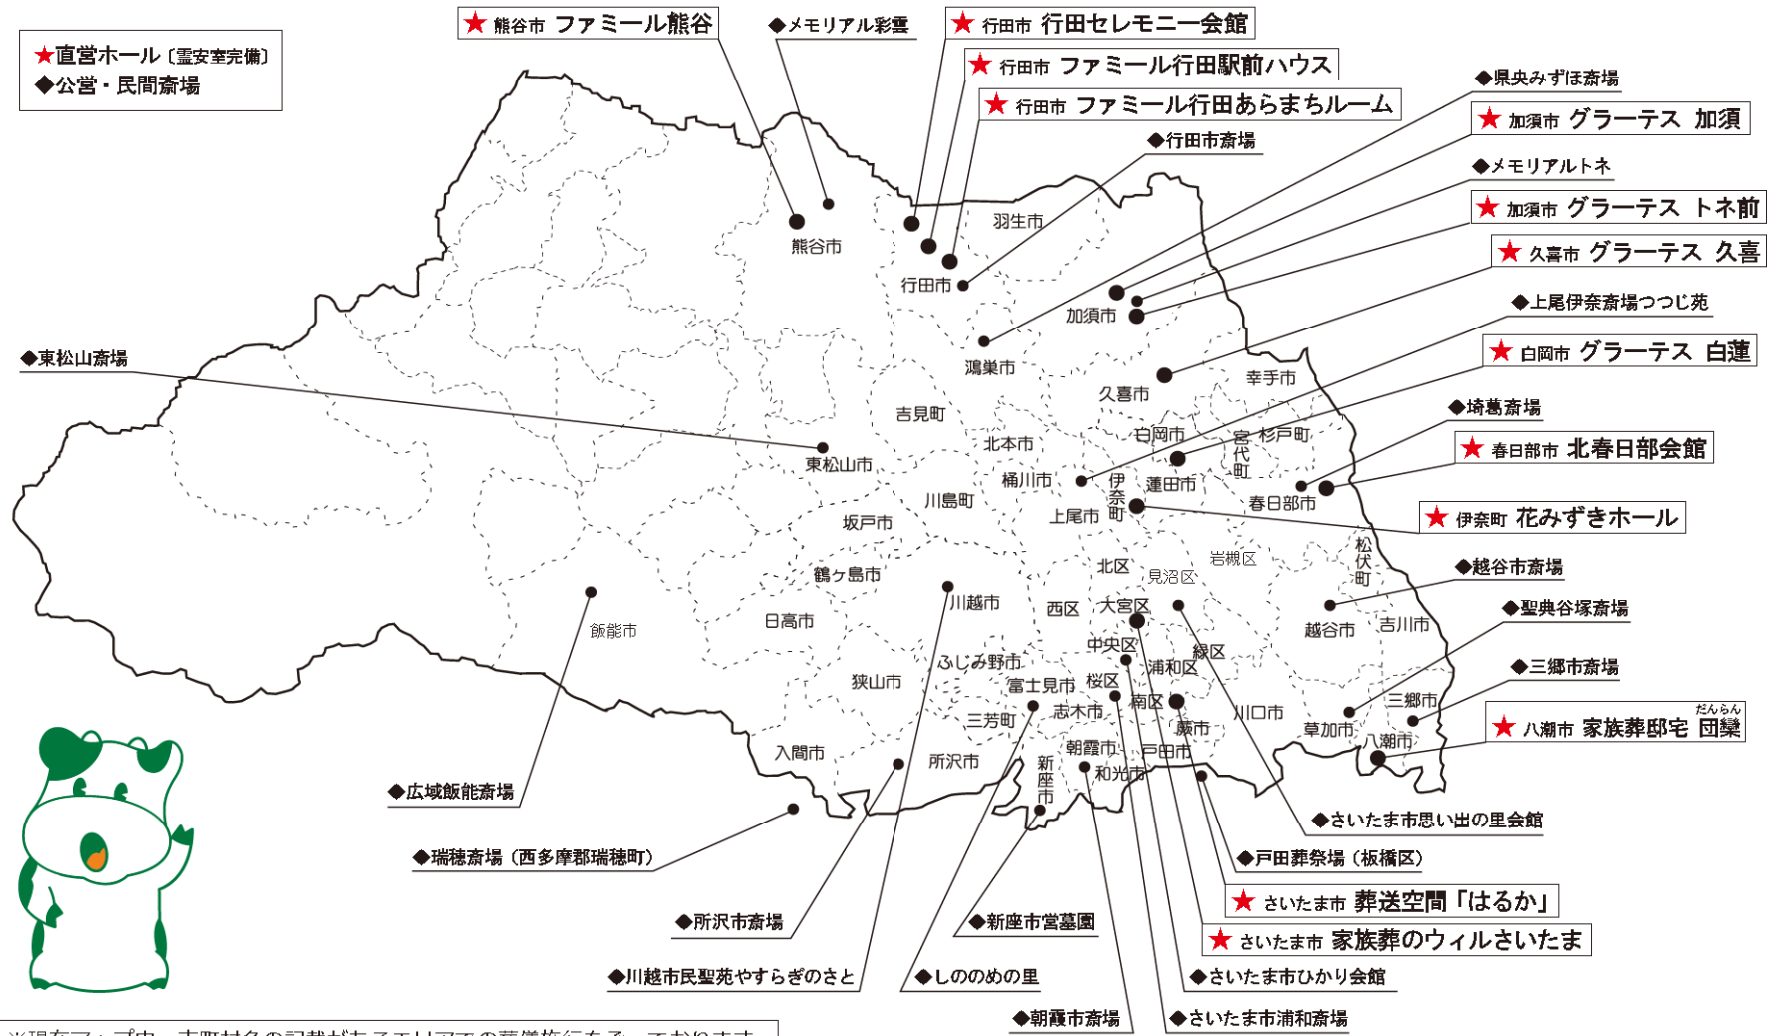 ★直営ホール〔霊安室完備〕
◆公営・民間斎場
★ 熊谷市 ファミール熊谷
◆メモリアル彩雲
★ 行田市 行田セレモニー会館
★ 行田市 ファミール行田駅前ハウス
★ 行田市 ファミール行田あらまちルーム
◆行田市斎場
◆県央みずほ斎場
★ 加須市 グラーテス 加須
◆メモリアルトネ
★ 加須市 グラーテス トネ前
★ 久喜市 グラーテス 久喜
◆上尾伊奈斎場つつじ苑
★ 白岡市 グラーテス 白蓮
◆埼葛斎場
★ 春日部市 北春日部会館
★ 伊奈町 花みずきホール
◆越谷市斎場
◆聖典谷塚斎場
◆三郷市斎場
だんらん
★ 八潮市 家族葬邸宅 団欒
◆東松山斎場
熊谷市
羽生市
行田市
加須市
鴻巣市
久喜市
幸手市
吉見町
北本市
白岡市
宮代町
杉戸町
東松山市
桶川市
伊奈町
蓮田市
春日部市
川島町
上尾市
坂戸市
松伏町
北区
見沼区
岩槻区
鶴ヶ島市
川越市
西区
大宮区
日高市
飯能市
越谷市
吉川市
中央区
緑区
ふじみ野市
浦和区
狭山市
富士見市
桜区
南区
三芳町
志木市
川口市
三郷市
蕨市
草加市
八潮市
入間市
所沢市
新座市
朝霞市
和光市
戸田市
◆広域飯能斎場
◆瑞穂斎場（西多摩郡瑞穂町）
◆所沢市斎場
◆川越市民聖苑やすらぎのさと
◆しののめの里
◆新座市営墓園
◆朝霞市斎場
◆さいたま市思い出の里会館
◆戸田葬祭場（板橋区）
★ さいたま市 葬送空間「はるか」
★ さいたま市 家族葬のウィルさいたま
◆さいたま市ひかり会館
◆さいたま市浦和斎場